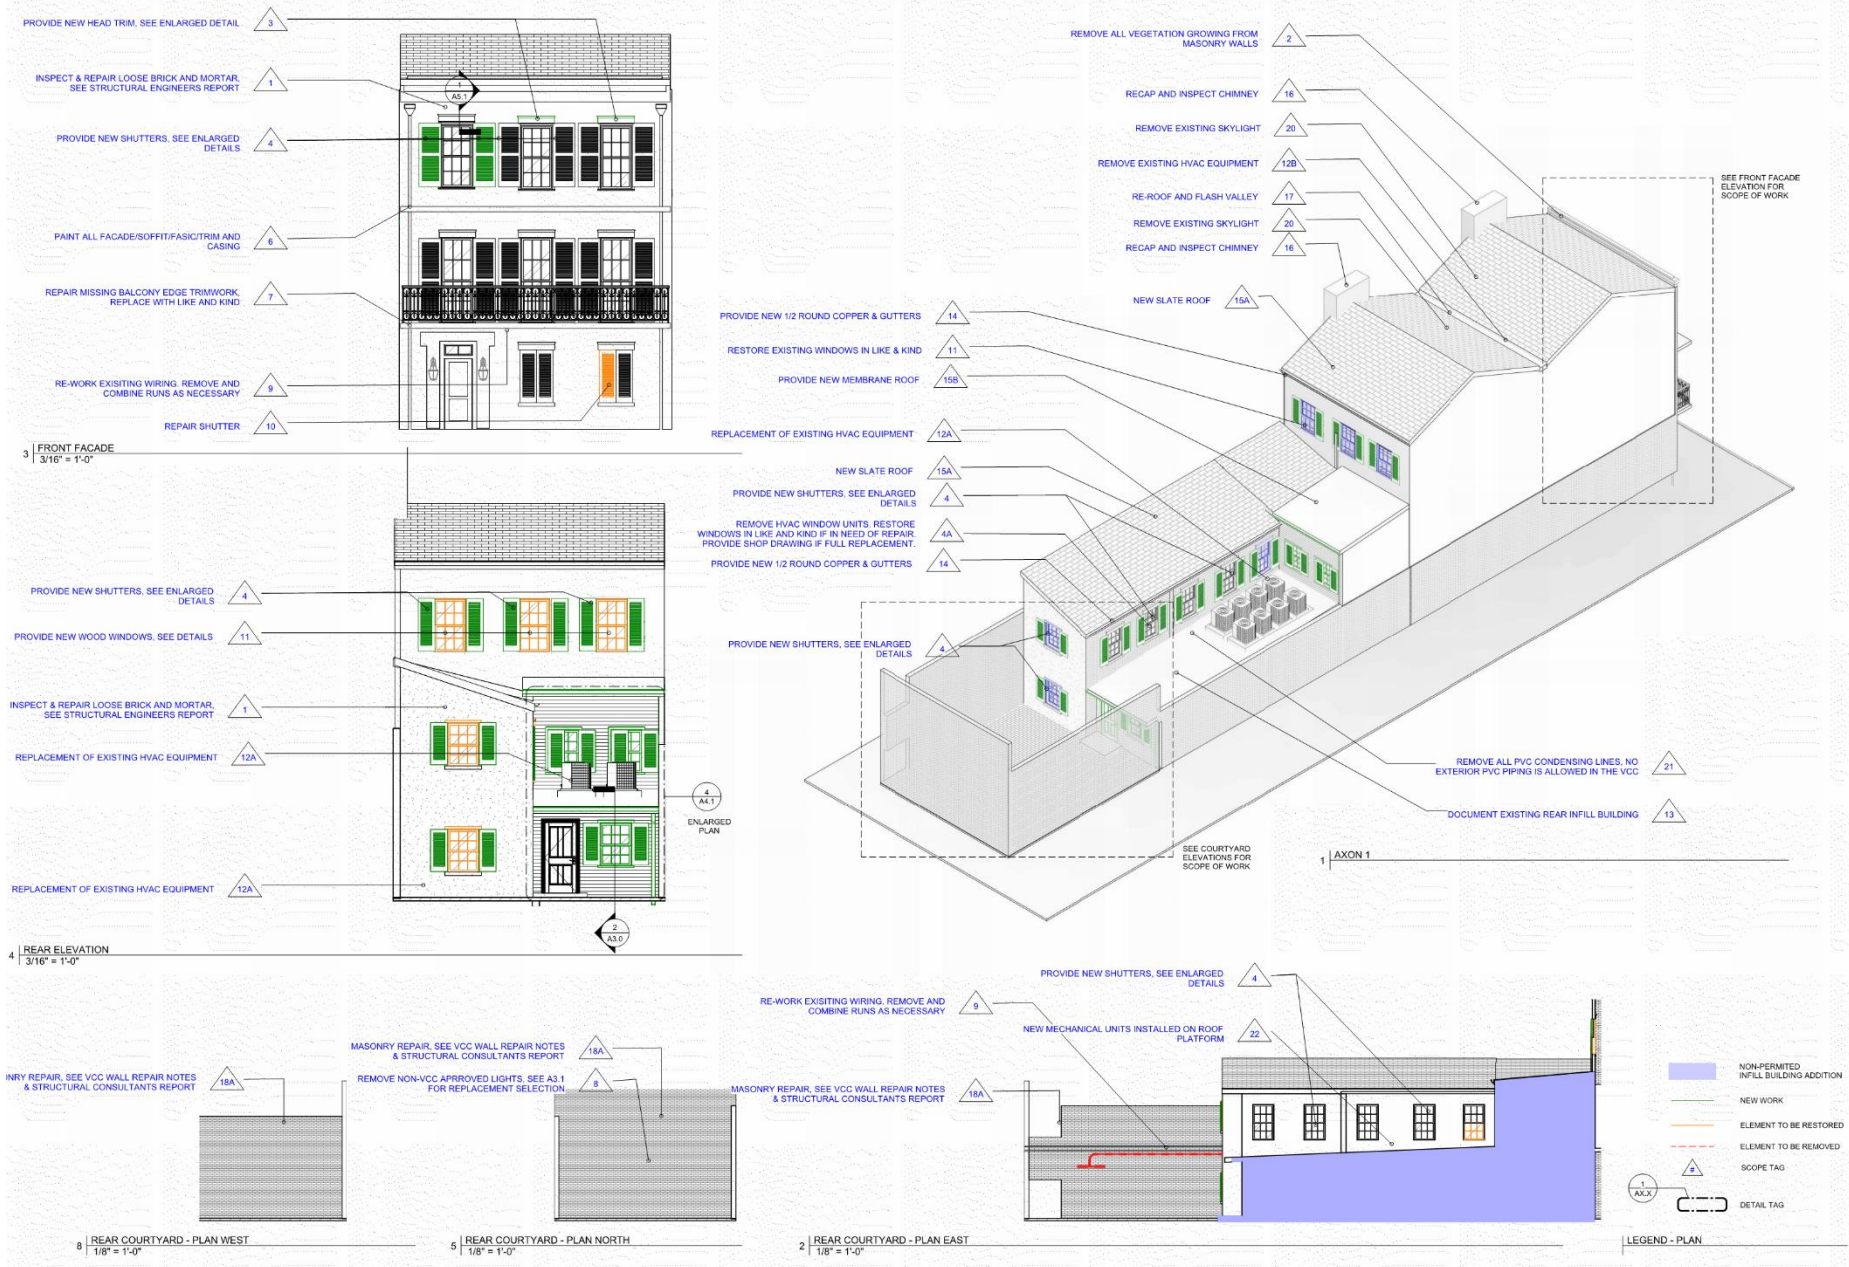 PROVIDE NEW HEAD TRIM, SEE ENLARGED DETAIL
3
INSPECT & REPAIR LOOSE BRICK AND MORTAR,
SEE STRUCTURAL ENGINEERS REPORT
1
1
A5.1
PROVIDE NEW SHUTTERS, SEE ENLARGED
DETAILS
4
PAINT ALL FACADE/SOFFIT/FASIC/TRIM AND
CASING
6
REPAIR MISSING BALCONY EDGE TRIMWORK,
REPLACE WITH LIKE AND KIND
7
RE-WORK EXISITING WIRING. REMOVE AND
COMBINE RUNS AS NECESSARY
9
REPAIR SHUTTER
10
3
FRONT FACADE
3/16" = 1'-0"
PROVIDE NEW SHUTTERS, SEE ENLARGED
DETAILS
4
PROVIDE NEW WOOD WINDOWS, SEE DETAILS
11
INSPECT & REPAIR LOOSE BRICK AND MORTAR,
SEE STRUCTURAL ENGINEERS REPORT
1
REPLACEMENT OF EXISTING HVAC EQUIPMENT
12A
4
A4.1
ENLARGED
PLAN
REPLACEMENT OF EXISTING HVAC EQUIPMENT
12A
2
A3.0
4
REAR ELEVATION
3/16" = 1'-0"
REMOVE ALL VEGETATION GROWING FROM
MASONRY WALLS
2
RECAP AND INSPECT CHIMNEY
16
REMOVE EXISTING SKYLIGHT
20
REMOVE EXISTING HVAC EQUIPMENT
12B
RE-ROOF AND FLASH VALLEY
17
REMOVE EXISTING SKYLIGHT
20
RECAP AND INSPECT CHIMNEY
16
SEE FRONT FACADE
ELEVATION FOR
SCOPE OF WORK
NEW SLATE ROOF
15A
PROVIDE NEW 1/2 ROUND COPPER & GUTTERS
14
RESTORE EXISTING WINDOWS IN LIKE & KIND
11
PROVIDE NEW MEMBRANE ROOF
15B
REPLACEMENT OF EXISTING HVAC EQUIPMENT
12A
NEW SLATE ROOF
15A
PROVIDE NEW SHUTTERS, SEE ENLARGED
DETAILS
4
REMOVE HVAC WINDOW UNITS. RESTORE
WINDOWS IN LIKE AND KIND IF IN NEED OF REPAIR.
PROVIDE SHOP DRAWING IF FULL REPLACEMENT.
4A
PROVIDE NEW 1/2 ROUND COPPER & GUTTERS
14
PROVIDE NEW SHUTTERS, SEE ENLARGED
DETAILS
4
REMOVE ALL PVC CONDENSING LINES, NO
EXTERIOR PVC PIPING IS ALLOWED IN THE VCC
21
DOCUMENT EXISTING REAR INFILL BUILDING
13
SEE COURTYARD
ELEVATIONS FOR
SCOPE OF WORK
1
AXON 1
NRY REPAIR, SEE VCC WALL REPAIR NOTES
& STRUCTURAL CONSULTANTS REPORT
18A
8
REAR COURTYARD - PLAN WEST
1/8" = 1'-0"
MASONRY REPAIR, SEE VCC WALL REPAIR NOTES
& STRUCTURAL CONSULTANTS REPORT
18A
REMOVE NON-VCC APRROVED LIGHTS, SEE A3.1
FOR REPLACEMENT SELECTION
8
5
REAR COURTYARD - PLAN NORTH
1/8" = 1'-0"
PROVIDE NEW SHUTTERS, SEE ENLARGED
DETAILS
4
RE-WORK EXISITING WIRING. REMOVE AND
COMBINE RUNS AS NECESSARY
9
NEW MECHANICAL UNITS INSTALLED ON ROOF
PLATFORM
22
MASONRY REPAIR, SEE VCC WALL REPAIR NOTES
& STRUCTURAL CONSULTANTS REPORT
18A
2
REAR COURTYARD - PLAN EAST
1/8" = 1'-0"
NON-PERMITED
INFILL BUILDING ADDITION
NEW WORK
ELEMENT TO BE RESTORED
ELEMENT TO BE REMOVED
#
SCOPE TAG
1
AX.X
DETAIL TAG
LEGEND - PLAN